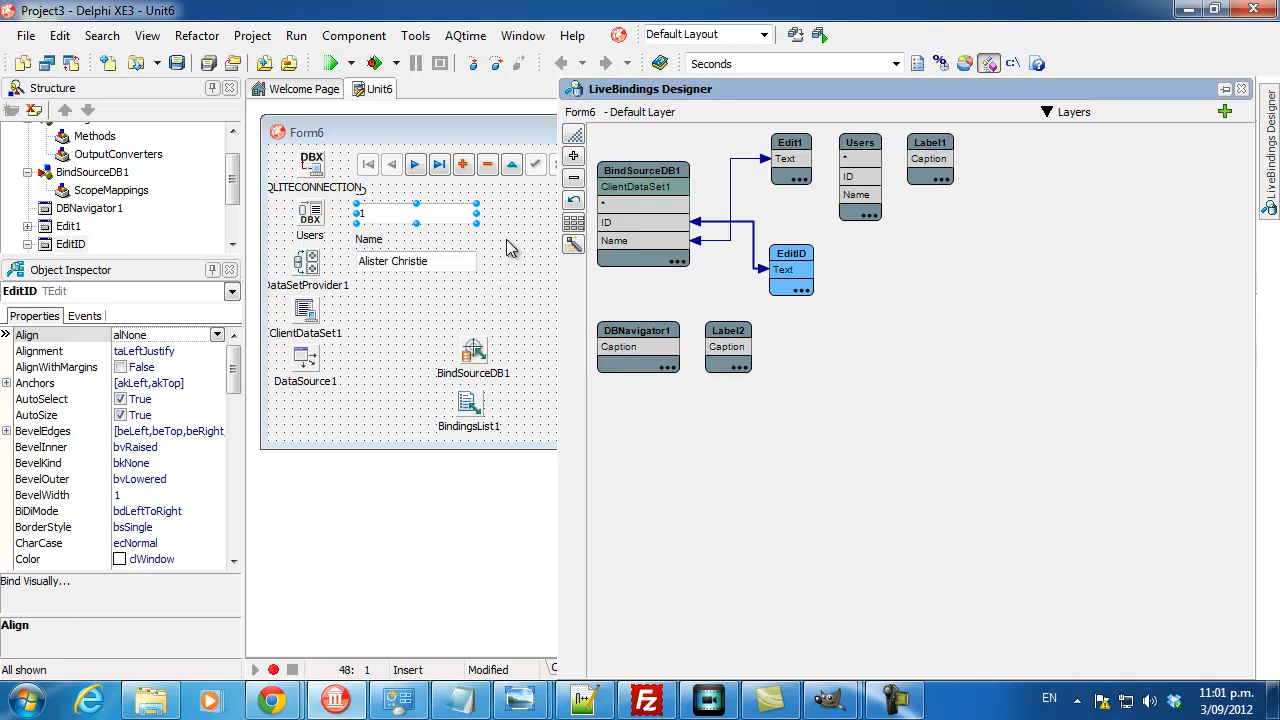 Project3 - Delphi XE3 - Unit6
File Edit Search View Refactor Project Run Component Tools AQtime Window Help
Default Layout
Seconds
Structure
Methods
OutputConverters
BindSourceDB1
ScopeMappings
DBNavigator1
Edit1
EditID
Object Inspector
EditID TEdit
Properties Events
Align alNone
Alignment taLeftJustify
AlignWithMargins False
Anchors [akLeft,akTop]
AutoSelect True
AutoSize True
BevelEdges [beLeft,beTop,beRight,
BevelInner bvRaised
BevelKind bkNone
BevelOuter bvLowered
BevelWidth 1
BiDiMode bdLeftToRight
BorderStyle bsSingle
CharCase ecNormal
Color clWindow
Bind Visually...
Align
All shown
Welcome Page Unit6
Form6
DBX
QLITECONNECTION
DBX
Users
DataSetProvider1
ClientDataSet1
DataSource1
1
Name
Alister Christie
BindSourceDB1
BindingsList1
48: 1 Insert Modified
LiveBindings Designer
Form6 - Default Layer
Layers
BindSourceDB1
ClientDataSet1
*
ID
Name
Edit1
Text
Users
*
ID
Name
Label1
Caption
EditID
Text
DBNavigator1
Caption
Label2
Caption
LiveBindings Designer
EN
11:01 p.m.
3/09/2012